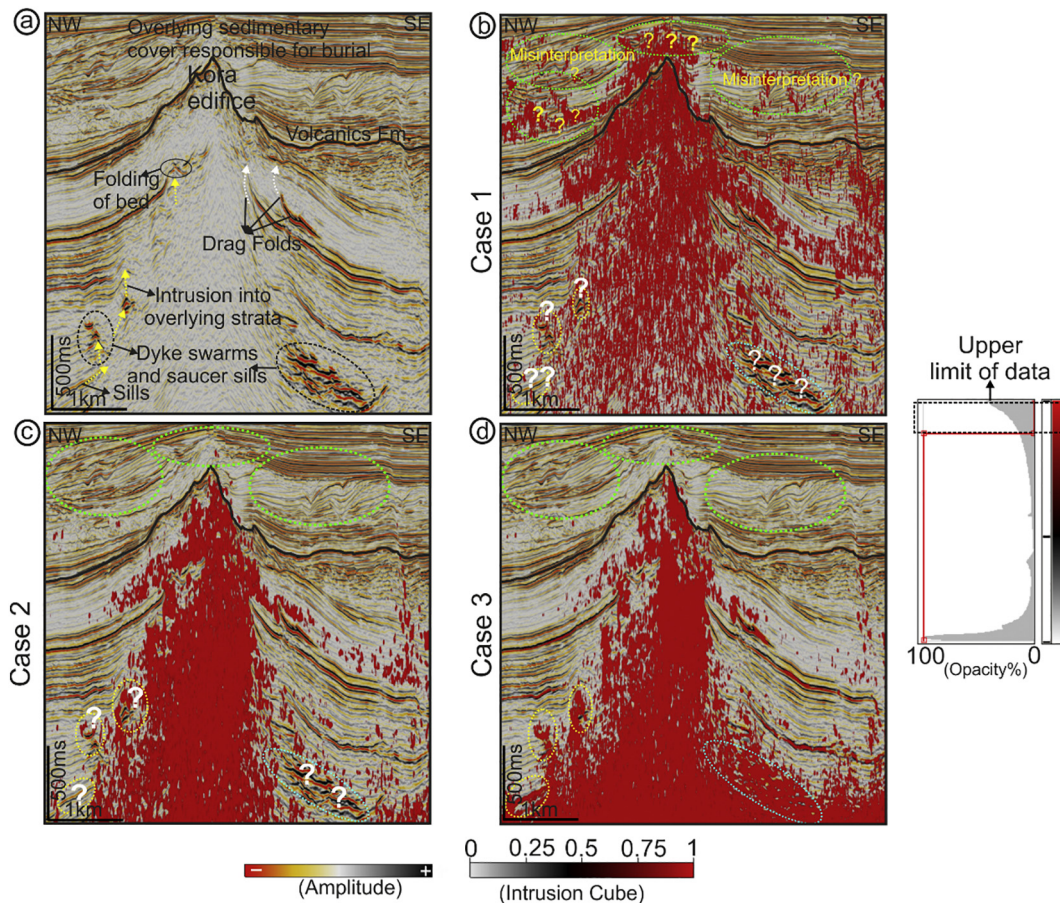 a
NW
SE
Overlying sedimentary
cover responsible for burial
Kora
edifice
Volcanics Fm.
Folding
of bed
Drag Folds
Intrusion into
overlying strata
Dyke swarms
and saucer sills
Sills
500ms
1km
b
NW
SE
? ? ?
Misinterpretation
?
Misinterpretation ?
? ? ?
Case 1
?
?
??
???
500ms
1km
Upper
limit of data
100
0
(Opacity%)
c
NW
SE
Case 2
?
?
?
?
?
500ms
1km
d
NW
SE
Case 3
500ms
1km
− +
(Amplitude)
0 0.25 0.5 0.75 1
(Intrusion Cube)